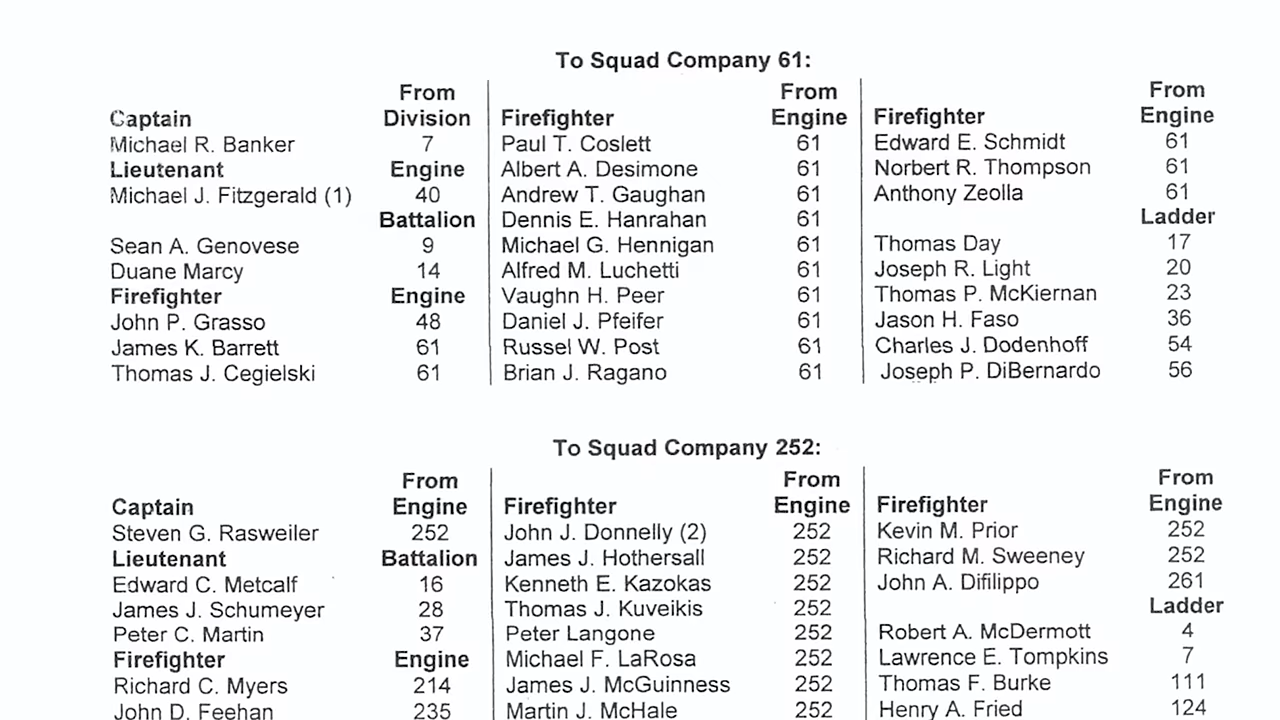 To Squad Company 61:
From
Captain Division
Michael R. Banker 7
Lieutenant Engine
Michael J. Fitzgerald (1) 40
Battalion
Sean A. Genovese 9
Duane Marcy 14
Firefighter Engine
John P. Grasso 48
James K. Barrett 61
Thomas J. Cegielski 61
From
Firefighter Engine
Paul T. Coslett 61
Albert A. Desimone 61
Andrew T. Gaughan 61
Dennis E. Hanrahan 61
Michael G. Hennigan 61
Alfred M. Luchetti 61
Vaughn H. Peer 61
Daniel J. Pfeifer 61
Russel W. Post 61
Brian J. Ragano 61
From
Firefighter Engine
Edward E. Schmidt 61
Norbert R. Thompson 61
Anthony Zeolla 61
Ladder
Thomas Day 17
Joseph R. Light 20
Thomas P. McKiernan 23
Jason H. Faso 36
Charles J. Dodenhoff 54
Joseph P. DiBernardo 56
To Squad Company 252:
From
Captain Engine
Steven G. Rasweiler 252
Lieutenant Battalion
Edward C. Metcalf 16
James J. Schumeyer 28
Peter C. Martin 37
Firefighter Engine
Richard C. Myers 214
John D. Feehan 235
From
Firefighter Engine
John J. Donnelly (2) 252
James J. Hothersall 252
Kenneth E. Kazokas 252
Thomas J. Kuveikis 252
Peter Langone 252
Michael F. LaRosa 252
James J. McGuinness 252
Martin J. McHale 252
From
Firefighter Engine
Kevin M. Prior 252
Richard M. Sweeney 252
John A. Difilippo 261
Ladder
Robert A. McDermott 4
Lawrence E. Tompkins 7
Thomas F. Burke 111
Henry A. Fried 124